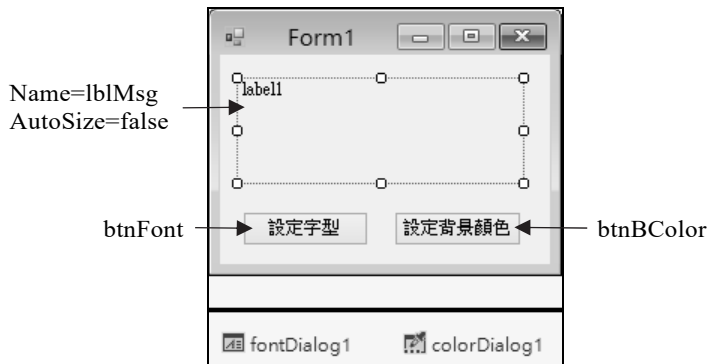 Form1
label1
Name=lblMsg
AutoSize=false
btnFont
設定字型
設定背景顏色
btnBColor
fontDialog1
colorDialog1